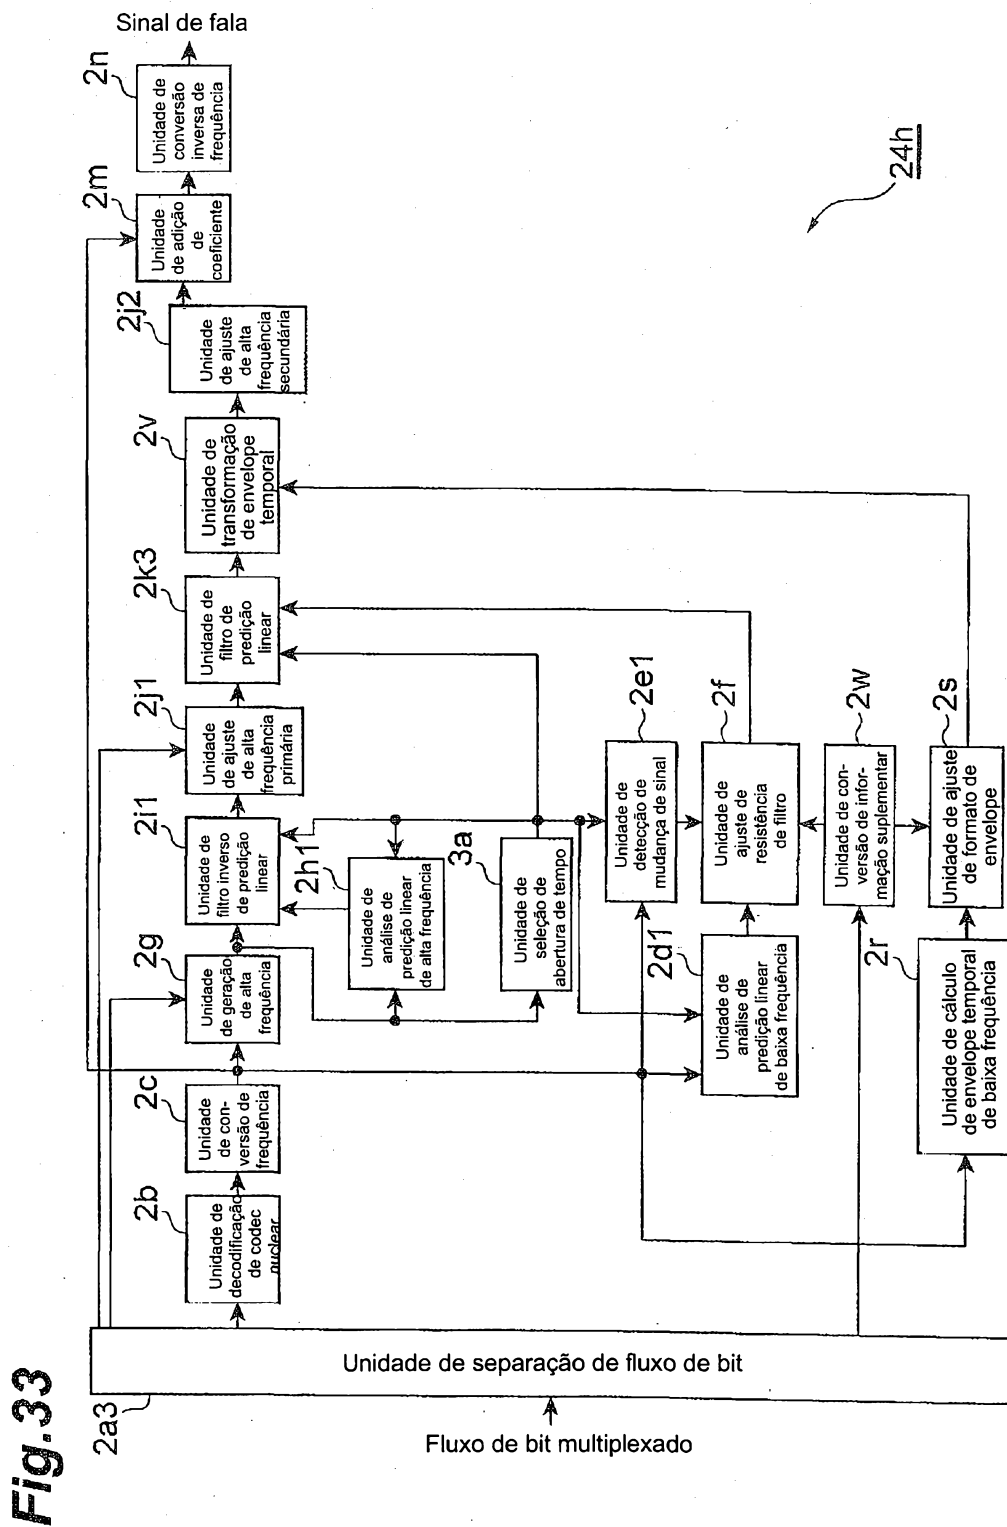 Fig.33
Sinal de fala
2n
Unidade de
conversão
inversa de
frequência
2m
Unidade
de adição
de
coeficiente
24h
2j2
Unidade
de ajuste
de alta
frequência
secundária
2v
Unidade de
transformação
de envelope
temporal
2k3
Unidade de
filtro de
predição
linear
2j1
Unidade
de ajuste
de alta
frequência
primária
2i1
Unidade de
filtro inverso
de predição
linear
2h1
Unidade de
análise de
predição linear
de alta frequência
3a
Unidade de
seleção de
abertura de tempo
2e1
Unidade de
detecção de
mudança de sinal
2f
Unidade de
ajuste de
resistência
de filtro
2w
Unidade de con-
versão de infor-
mação suplementar
2s
Unidade de ajuste
de formato de
envelope
2g
Unidade
de geração
de alta
frequência
2d1
Unidade de
análise de
predição linear
de baixa frequência
2r
Unidade de cálculo
de envelope temporal
de baixa frequência
2c
Unidade
de con-
versão de
frequência
2b
Unidade de
decodificação
de codec
nuclear
Unidade de separação de fluxo de bit
2a3
Fluxo de bit multiplexado